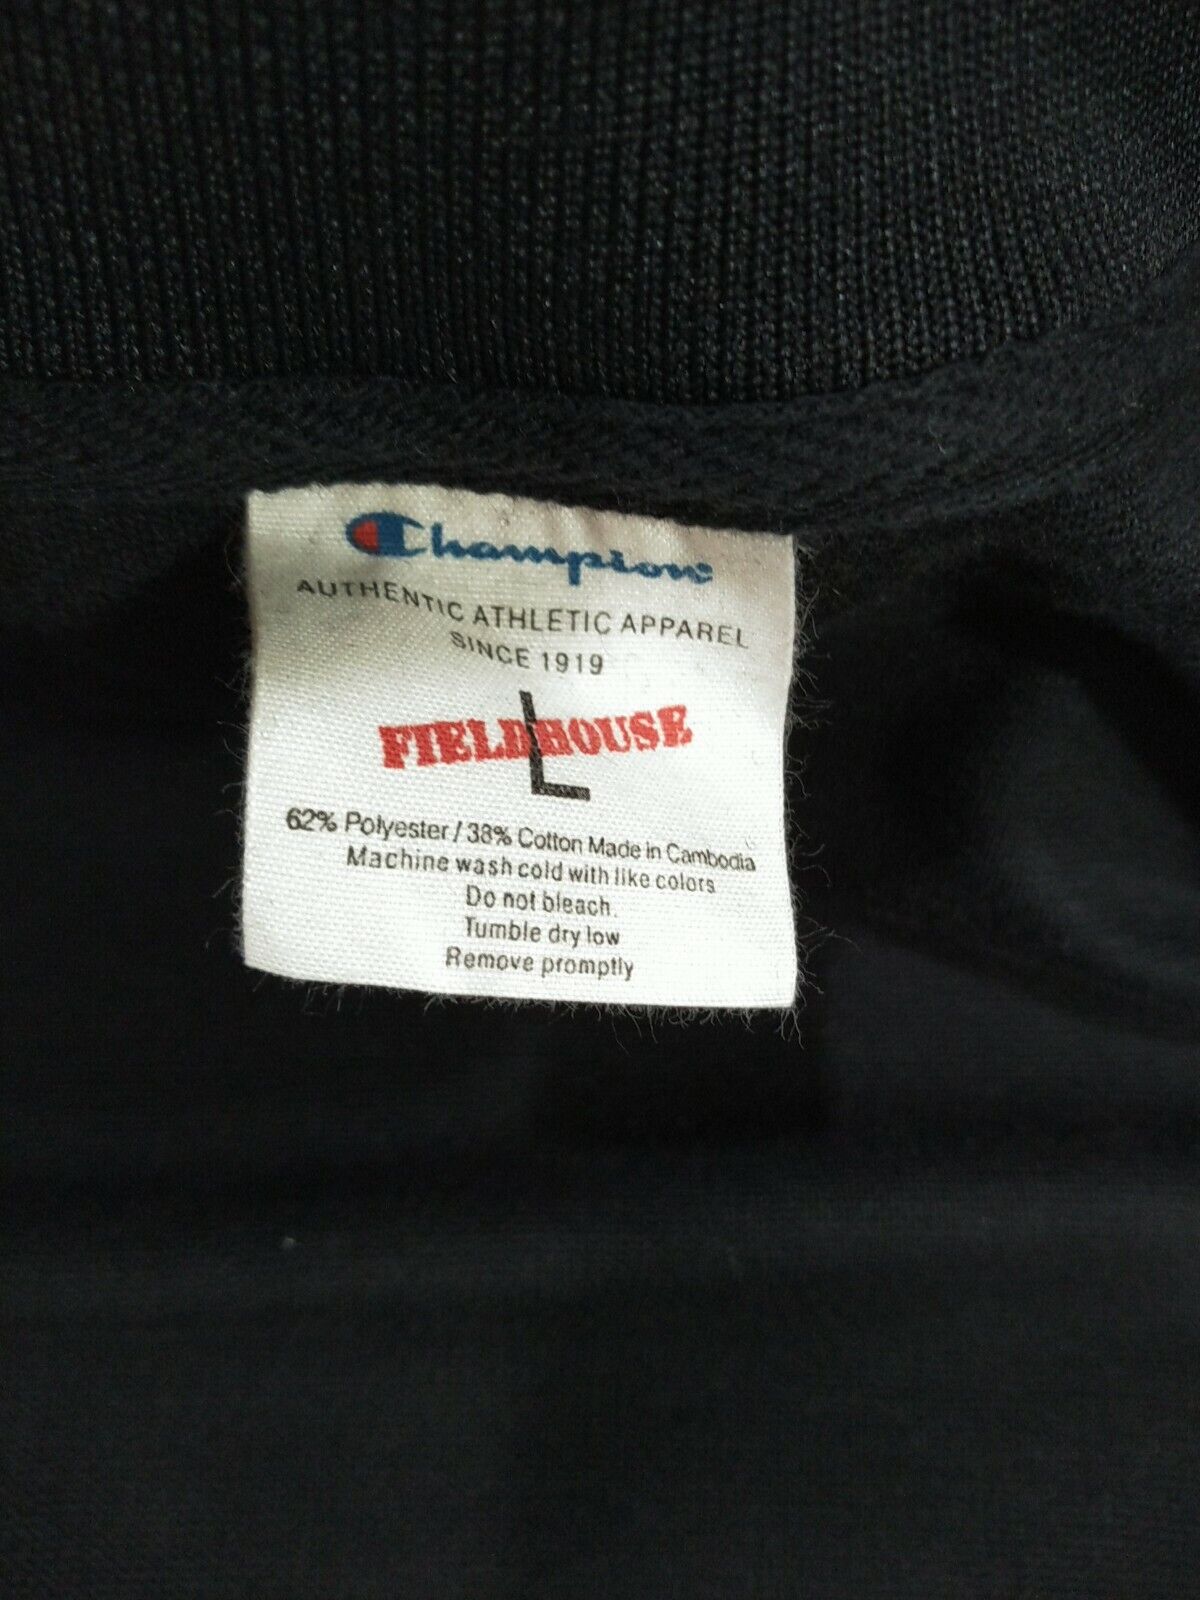 Champion
AUTHENTIC ATHLETIC APPAREL
SINCE 1919
FIELDHOUSE
L
62% Polyester / 38% Cotton Made in Cambodia
Machine wash cold with like colors
Do not bleach.
Tumble dry low
Remove promptly